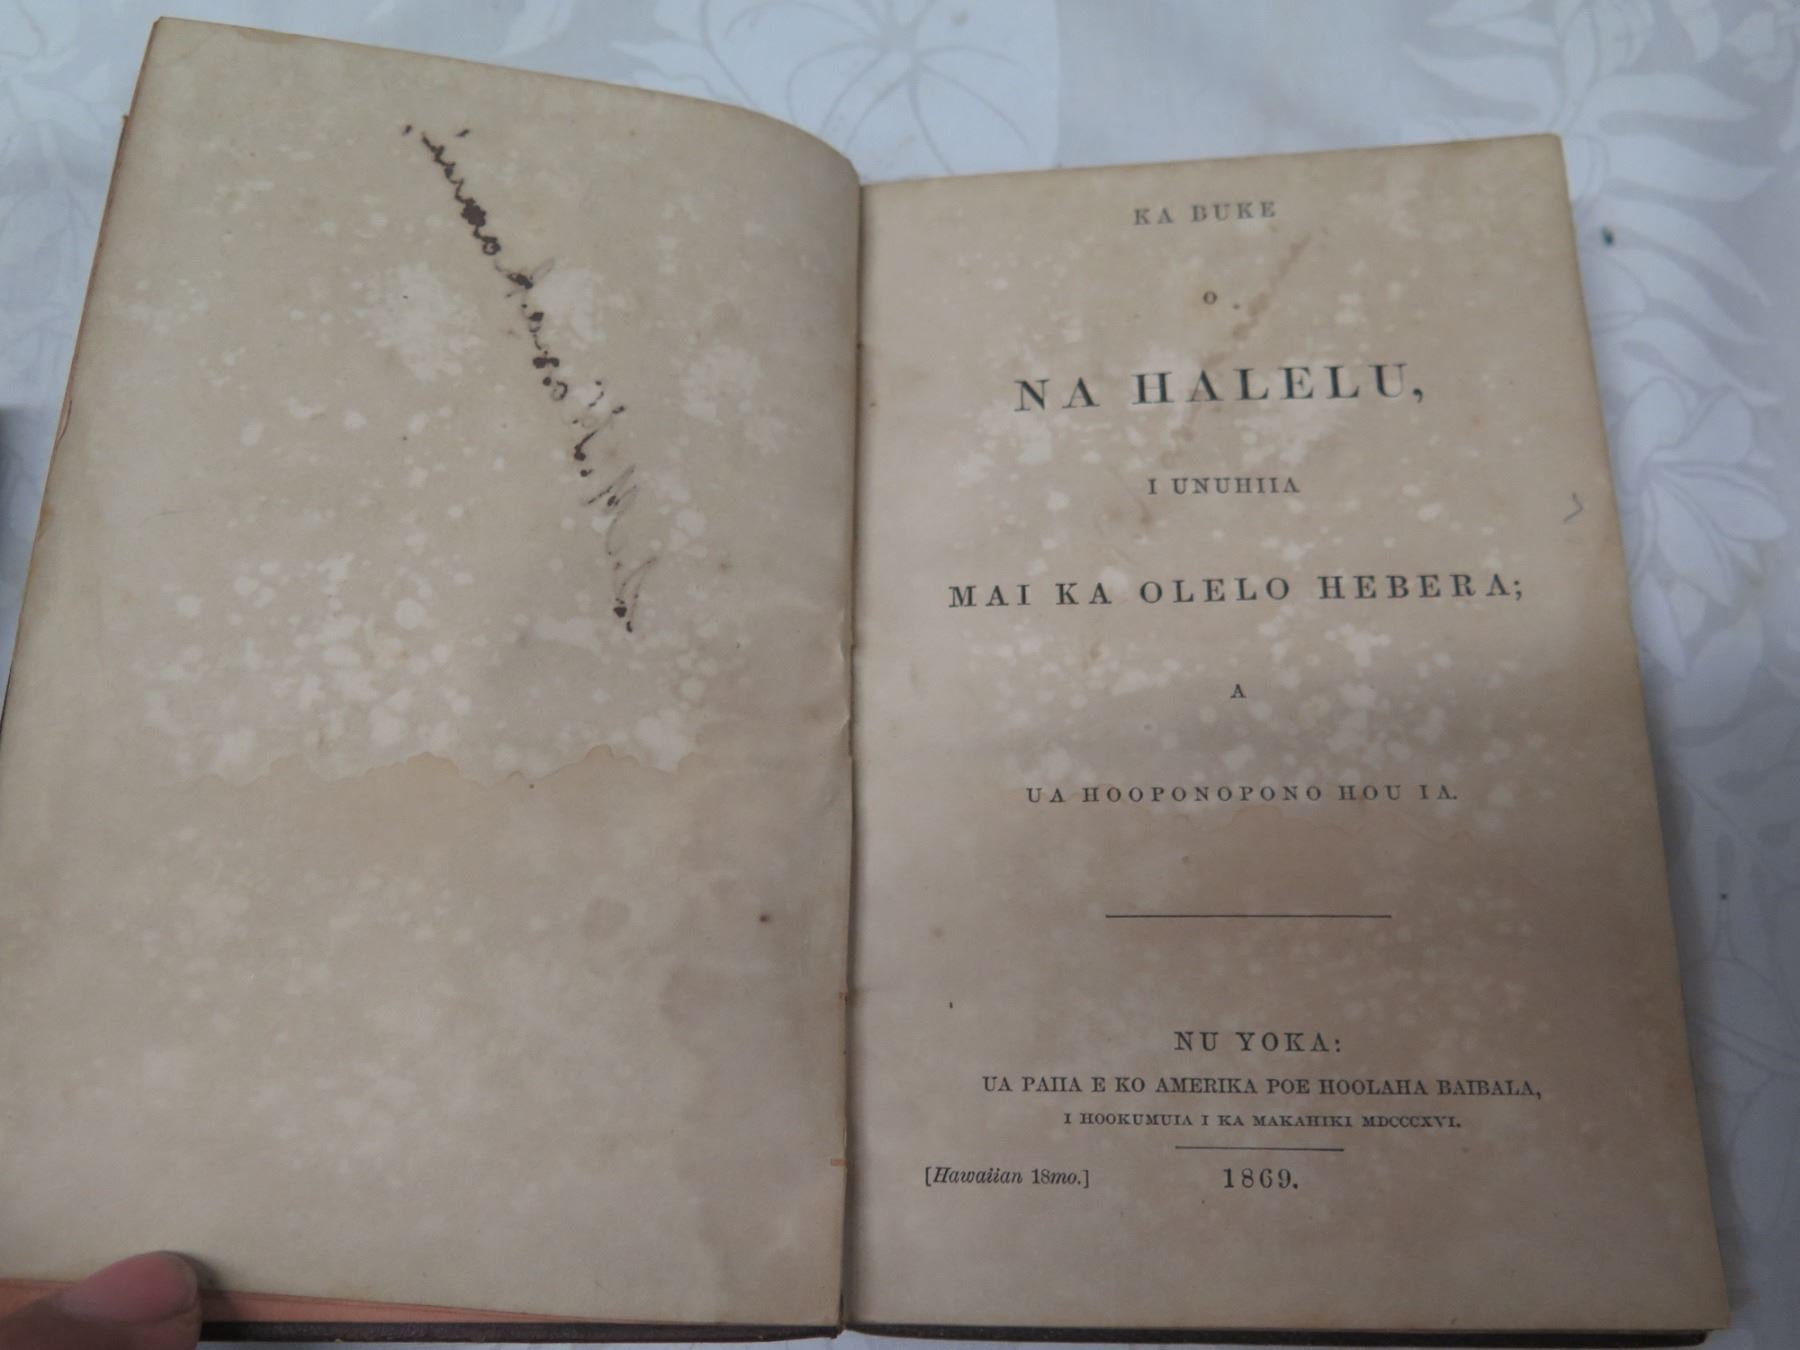 KA BUKE
O
NA HALELU,
I UNUHIIA
MAI KA OLELO HEBERA;
A
UA HOOPONOPONO HOU IA.
NU YOKA:
UA PAIIA E KO AMERIKA POE HOOLAHA BAIBALA,
I HOOKUMUIA I KA MAKAHIKI MDCCCXVI.
[Hawaiian 18mo.] 1869.